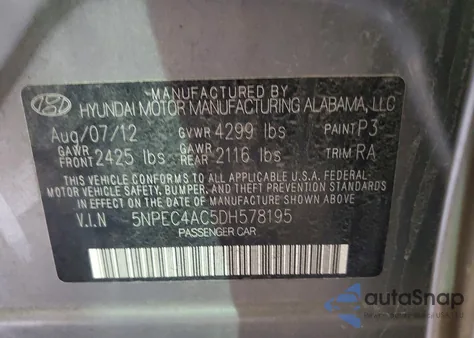 MANUFACTURED BY
HYUNDAI MOTOR MANUFACTURING ALABAMA, LLC
Aug/07/12 GVWR 4299 lbs PAINT P3
GAWR FRONT 2425 lbs GAWR REAR 2116 lbs TRIM RA
THIS VEHICLE CONFORMS TO ALL APPLICABLE U.S.A. FEDERAL
MOTOR VEHICLE SAFETY, BUMPER, AND THEFT PREVENTION
STANDARDS IN EFFECT ON THE DATE OF MANUFACTURE SHOWN ABOVE.
V.I.N 5NPEC4AC5DH578195
PASSENGER CAR
autoSnap